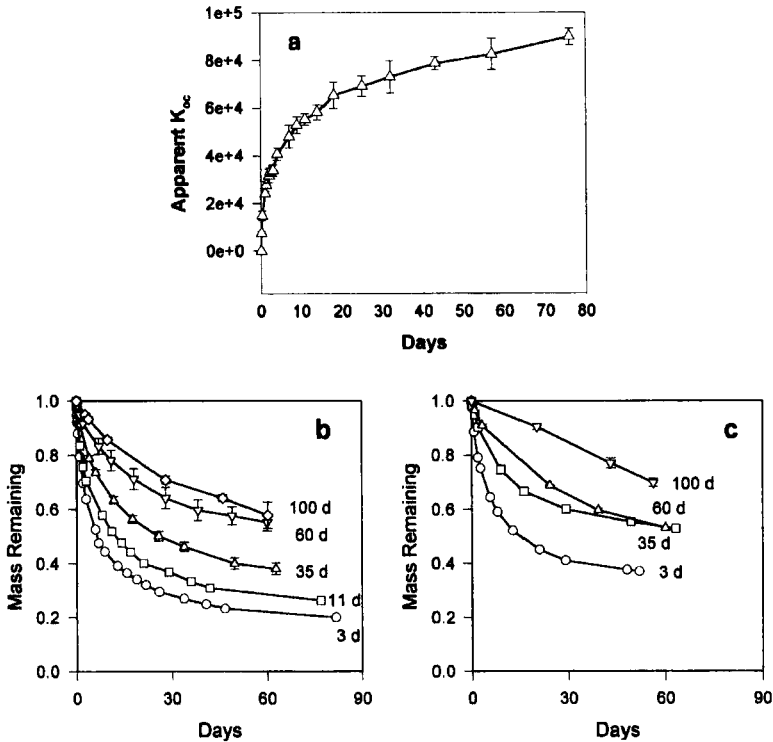 a
1e+5
8e+4
6e+4
4e+4
2e+4
0e+0
Apparent Koc
0 10 20 30 40 50 60 70 80
Days
b
1.0
0.8
0.6
0.4
0.2
0.0
Mass Remaining
100 d
60 d
35 d
11 d
3 d
0 30 60 90
Days
c
1.0
0.8
0.6
0.4
0.2
0.0
Mass Remaining
100 d
60 d
35 d
3 d
0 30 60 90
Days